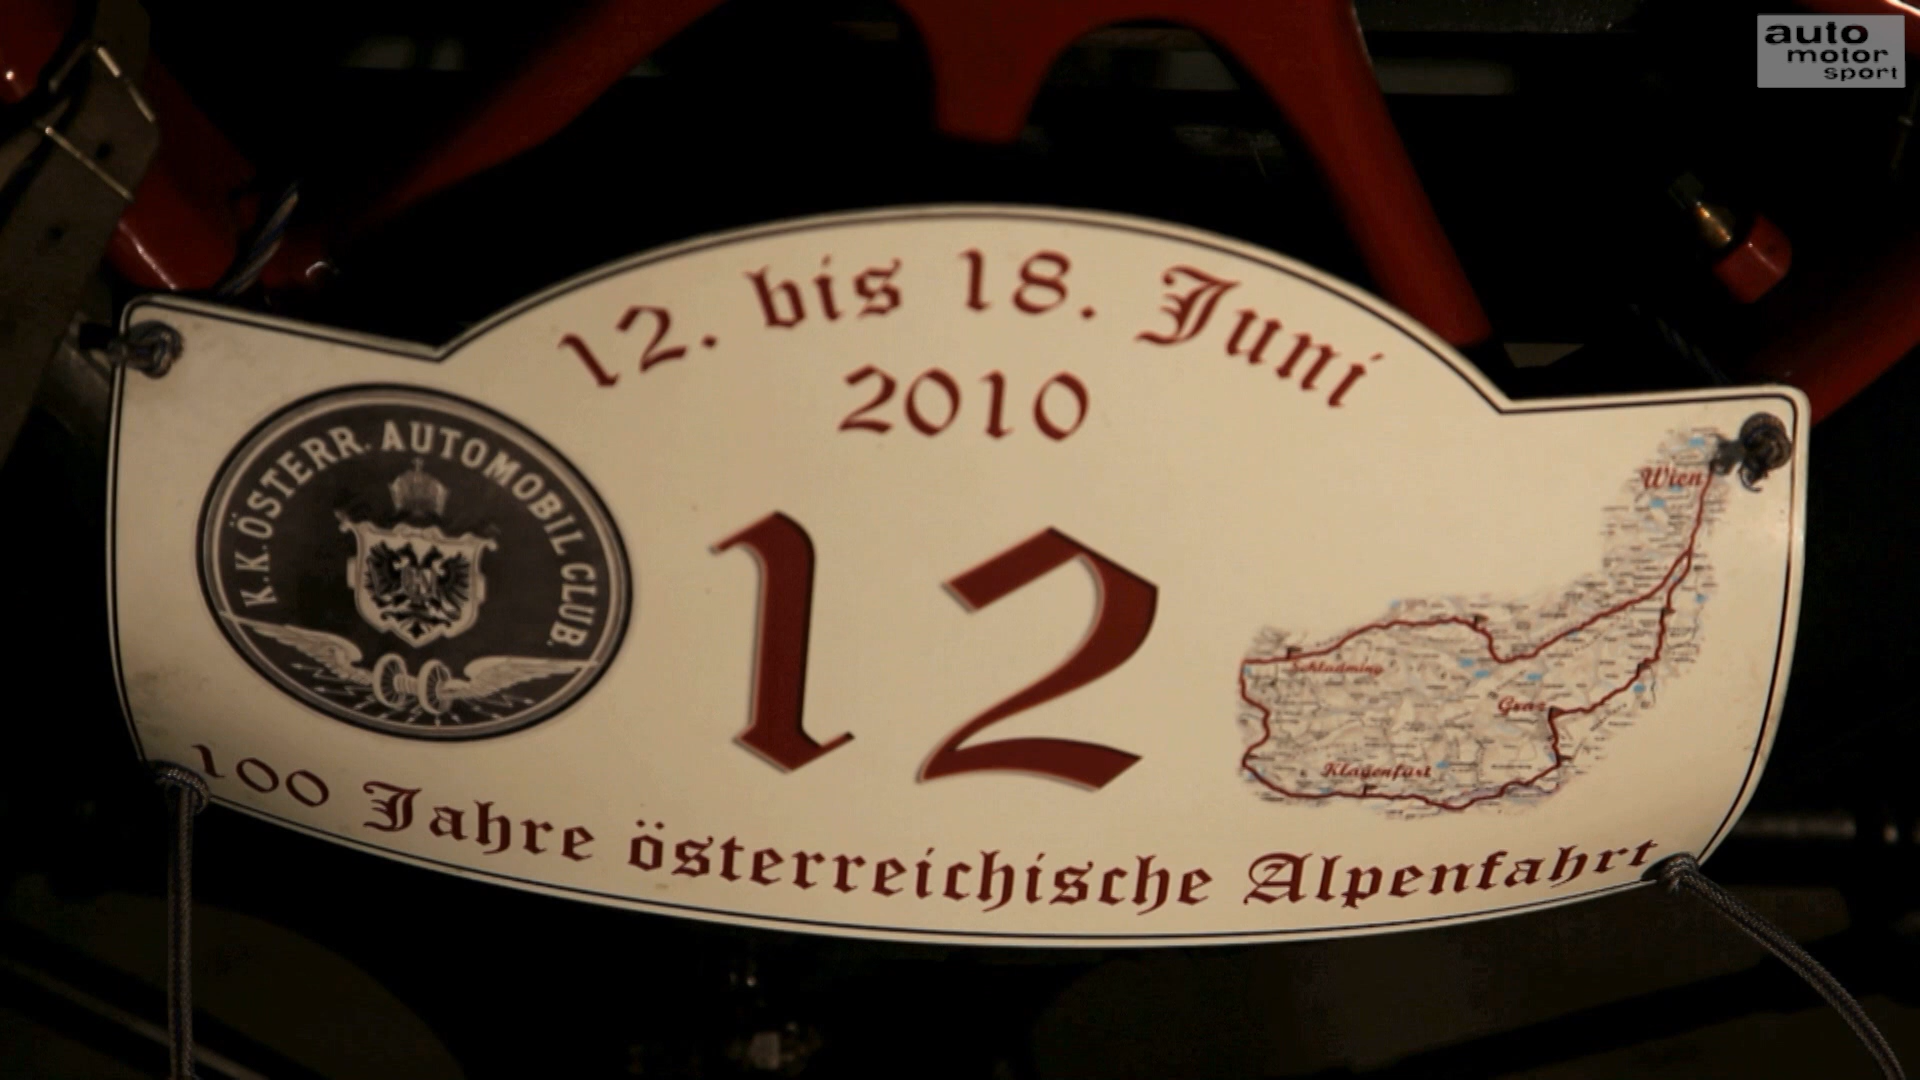 auto
motor
sport
12. bis 18. Juni
2010
K.K. ÖSTERR. AUTOMOBIL CLUB.
12
Wien
Schladming
Graz
Klagenfurt
100 Jahre österreichische Alpenfahrt